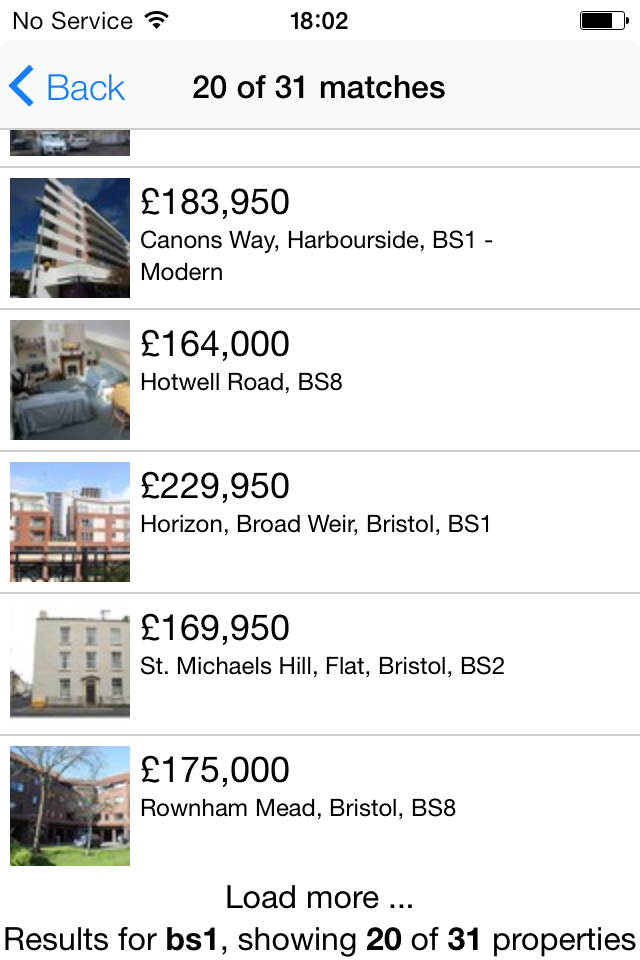 No Service 18:02
Back 20 of 31 matches
£183,950
Canons Way, Harbourside, BS1 -
Modern
£164,000
Hotwell Road, BS8
£229,950
Horizon, Broad Weir, Bristol, BS1
£169,950
St. Michaels Hill, Flat, Bristol, BS2
£175,000
Rownham Mead, Bristol, BS8
Load more ...
Results for bs1, showing 20 of 31 properties